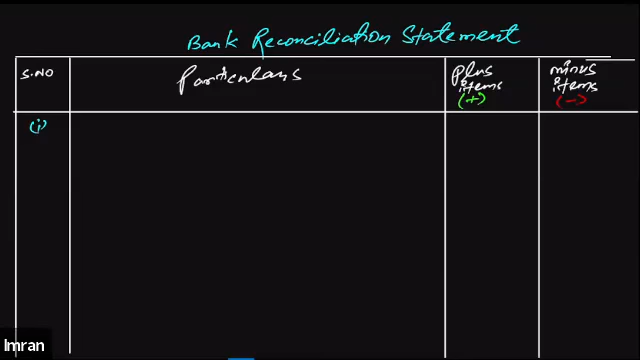 Bank Reconciliation Statement
S.NO Particulars Plus items (+) minus items (-)
(i)
Imran